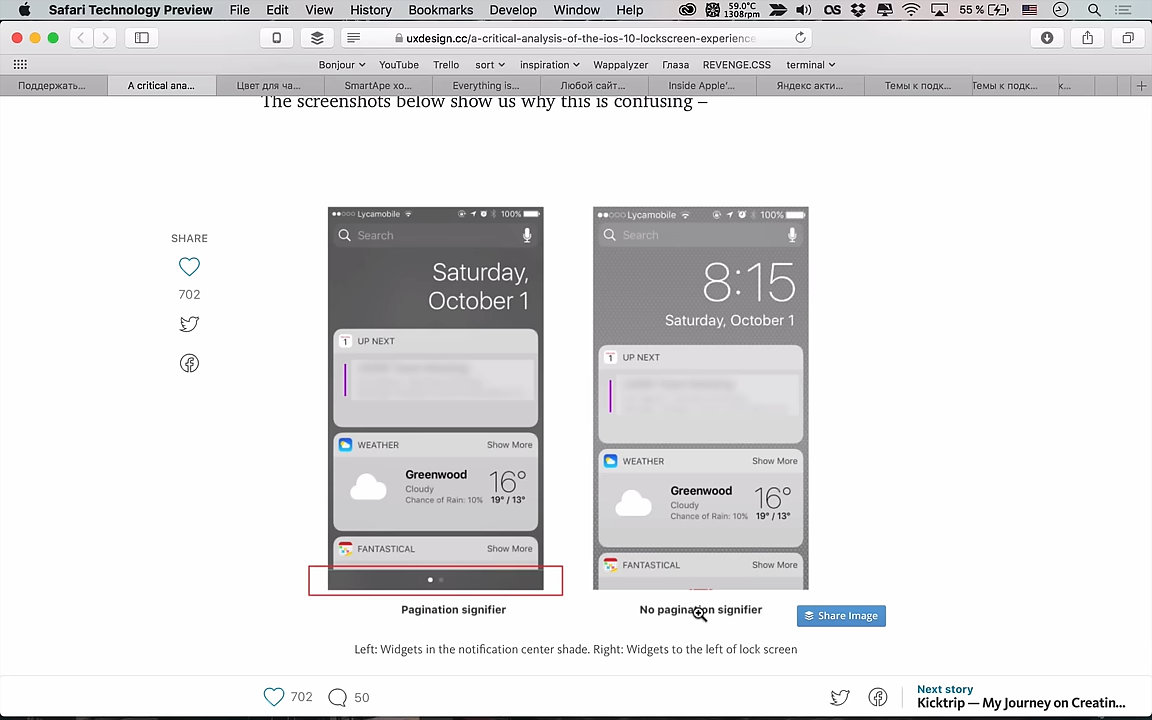 Safari Technology Preview File Edit View History Bookmarks Develop Window Help 59.0°C 1308rpm 55 %
uxdesign.cc/a-critical-analysis-of-the-ios-10-lockscreen-experience
Bonjour YouTube Trello sort inspiration Wappalyzer Глаза REVENGE.CSS terminal
Поддержать... A critical ana... Цвет для ча... SmartApe хо... Everything is... Любой сайт... Inside Apple'... Яндекс акти... Темы к подк... Темы к подк... к...
The screenshots below show us why this is confusing –
SHARE
702
Lycamobile 100%
Search
Saturday,
October 1
1 UP NEXT
WEATHER Show More
Greenwood
Cloudy
Chance of Rain: 10%
16°
19° / 13°
FANTASTICAL Show More
Pagination signifier
Lycamobile 100%
Search
8:15
Saturday, October 1
1 UP NEXT
WEATHER Show More
Greenwood
Cloudy
Chance of Rain: 10%
16°
19° / 13°
FANTASTICAL Show More
No pagination signifier
Share Image
Left: Widgets in the notification center shade. Right: Widgets to the left of lock screen
702 50
Next story
Kicktrip — My Journey on Creatin...